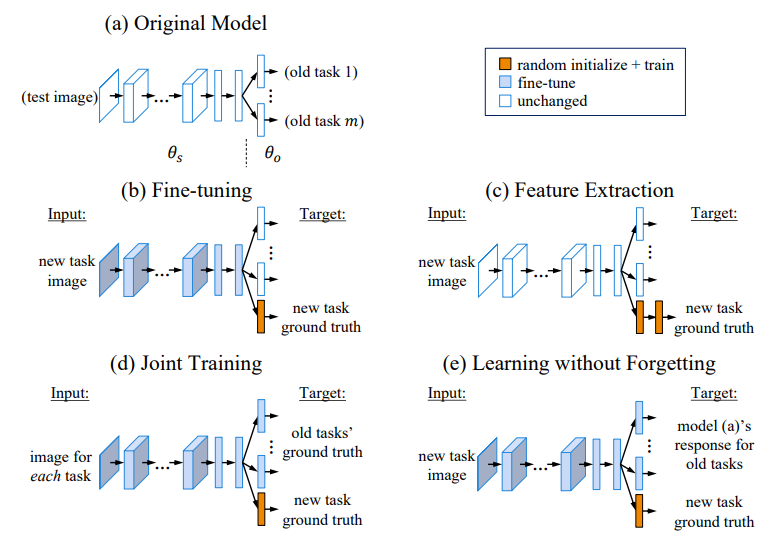 (a) Original Model
(test image)
...
(old task 1)
⋮
(old task m)
θs
θo
random initialize + train
fine-tune
unchanged
(b) Fine-tuning
Input:
Target:
new task
image
...
⋮
new task
ground truth
(c) Feature Extraction
Input:
Target:
new task
image
...
⋮
new task
ground truth
(d) Joint Training
Input:
Target:
image for
each task
...
old tasks’
⋮ ground truth
new task
ground truth
(e) Learning without Forgetting
Input:
Target:
new task
image
...
model (a)’s
⋮ response for
old tasks
new task
ground truth